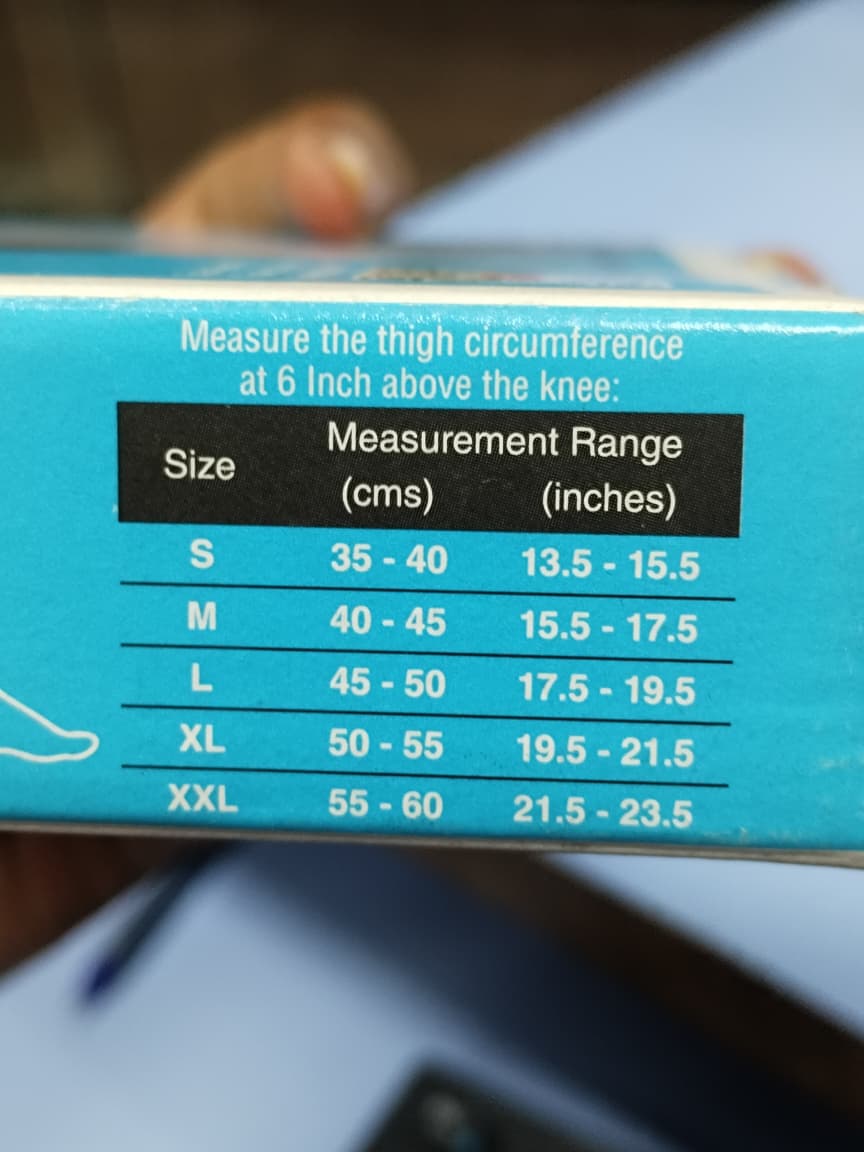 Measure the thigh circumference
at 6 Inch above the knee:
Size Measurement Range
(cms) (inches)
S 35 - 40 13.5 - 15.5
M 40 - 45 15.5 - 17.5
L 45 - 50 17.5 - 19.5
XL 50 - 55 19.5 - 21.5
XXL 55 - 60 21.5 - 23.5